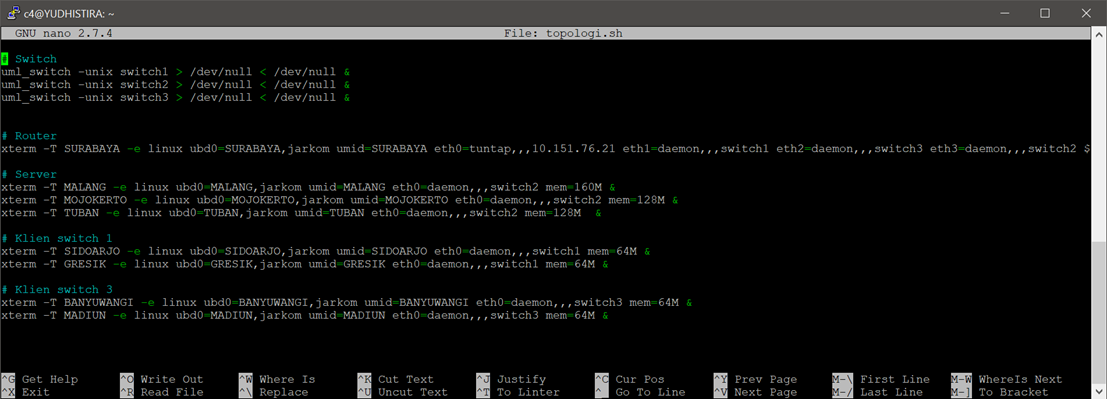 c4@YUDHISTIRA: ~
GNU nano 2.7.4 File: topologi.sh
# Switch
uml_switch -unix switch1 > /dev/null < /dev/null &
uml_switch -unix switch2 > /dev/null < /dev/null &
uml_switch -unix switch3 > /dev/null < /dev/null &
# Router
xterm -T SURABAYA -e linux ubd0=SURABAYA,jarkom umid=SURABAYA eth0=tuntap,,,10.151.76.21 eth1=daemon,,,switch1 eth2=daemon,,,switch3 eth3=daemon,,,switch2 $
# Server
xterm -T MALANG -e linux ubd0=MALANG,jarkom umid=MALANG eth0=daemon,,,switch2 mem=160M &
xterm -T MOJOKERTO -e linux ubd0=MOJOKERTO,jarkom umid=MOJOKERTO eth0=daemon,,,switch2 mem=128M &
xterm -T TUBAN -e linux ubd0=TUBAN,jarkom umid=TUBAN eth0=daemon,,,switch2 mem=128M &
# Klien switch 1
xterm -T SIDOARJO -e linux ubd0=SIDOARJO,jarkom umid=SIDOARJO eth0=daemon,,,switch1 mem=64M &
xterm -T GRESIK -e linux ubd0=GRESIK,jarkom umid=GRESIK eth0=daemon,,,switch1 mem=64M &
# Klien switch 3
xterm -T BANYUWANGI -e linux ubd0=BANYUWANGI,jarkom umid=BANYUWANGI eth0=daemon,,,switch3 mem=64M &
xterm -T MADIUN -e linux ubd0=MADIUN,jarkom umid=MADIUN eth0=daemon,,,switch3 mem=64M &
^G Get Help ^O Write Out ^W Where Is ^K Cut Text ^J Justify ^C Cur Pos ^Y Prev Page M-\ First Line M-W WhereIs Next
^X Exit ^R Read File ^\ Replace ^U Uncut Text ^T To Linter ^_ Go To Line ^V Next Page M-/ Last Line M-] To Bracket